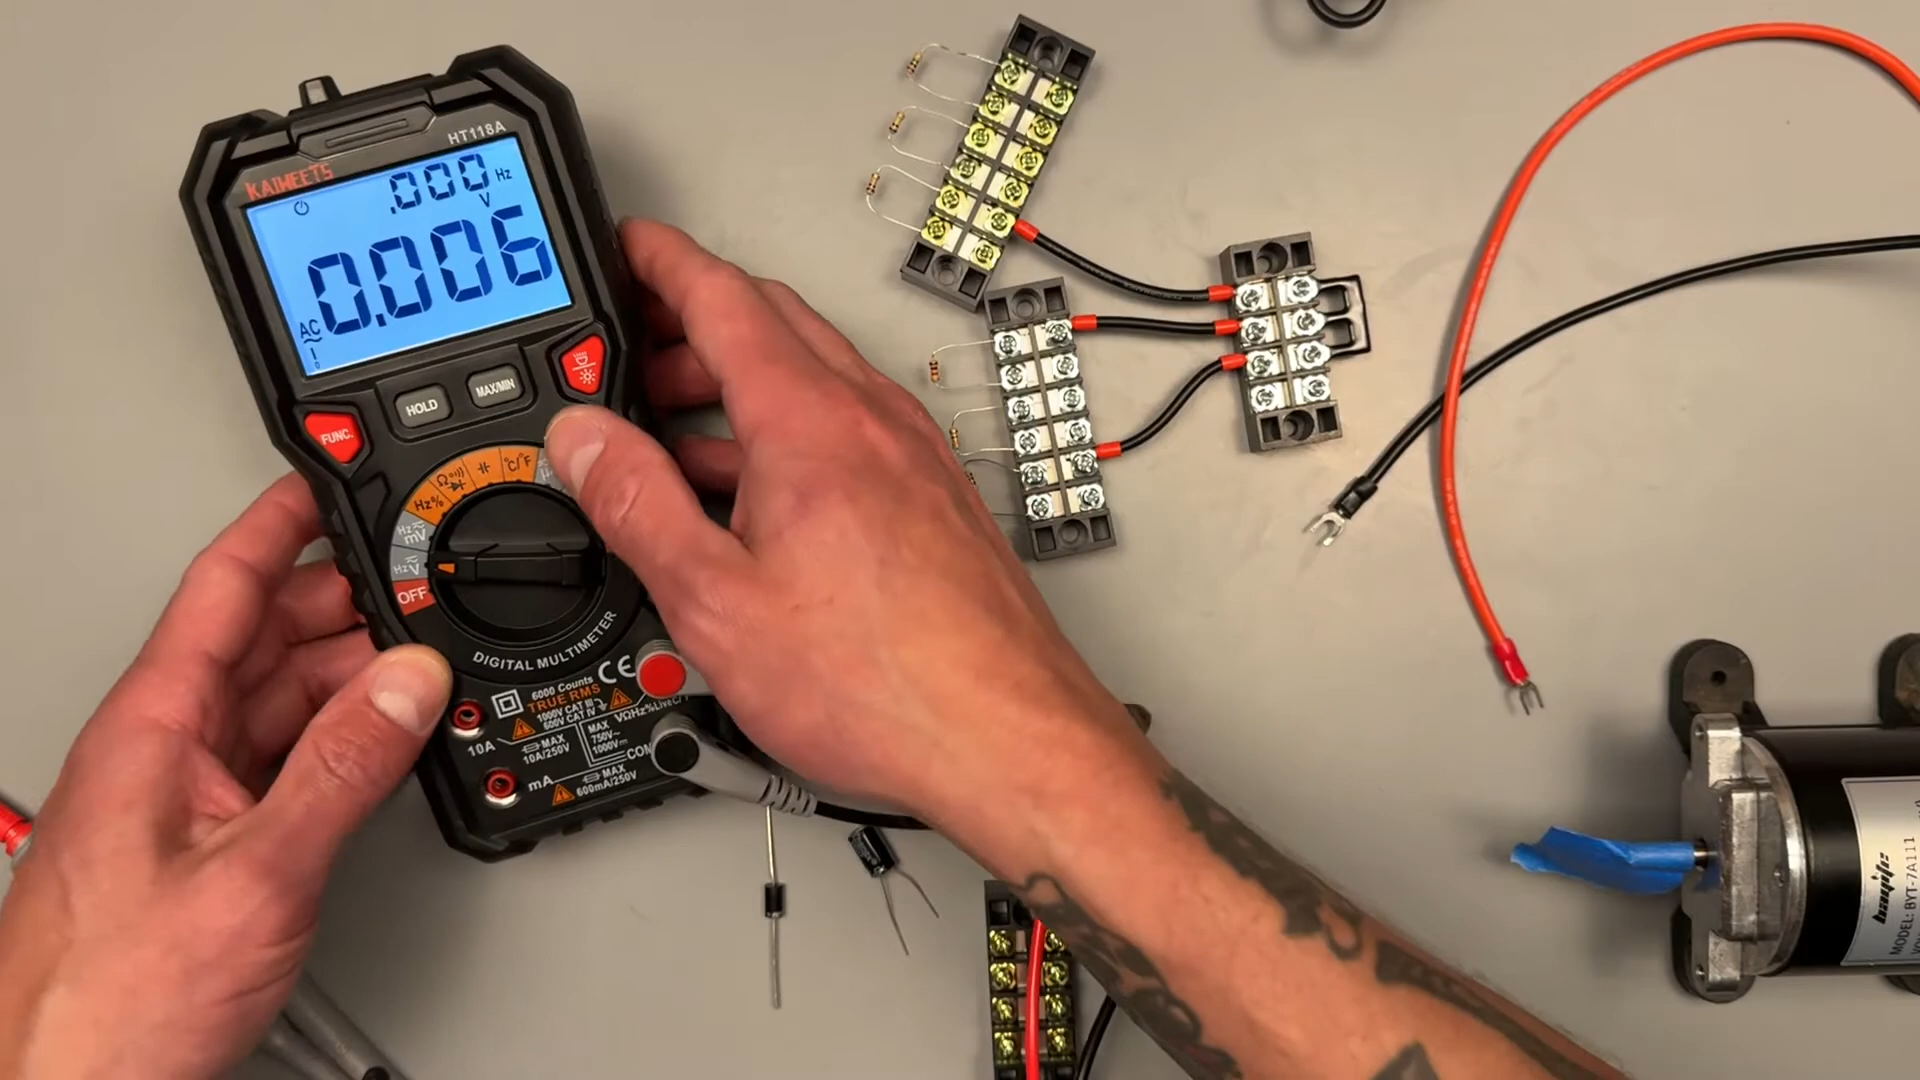 HT118A
KAIWEETS
.000 Hz
V
0.006
AC
HOLD
MAX/MIN
FUNC.
Hz%
Ω
°C/°F
Hz
mV
Hz
V
OFF
DIGITAL MULTIMETER
6000 Counts
TRUE RMS
CE
1000V CAT III
600V CAT IV
VΩHz%Live
10A
MAX
10A/250V
MAX
750V~
1000V
COM
mA
MAX
600mA/250V
bayite
MODEL: BYT-7A111